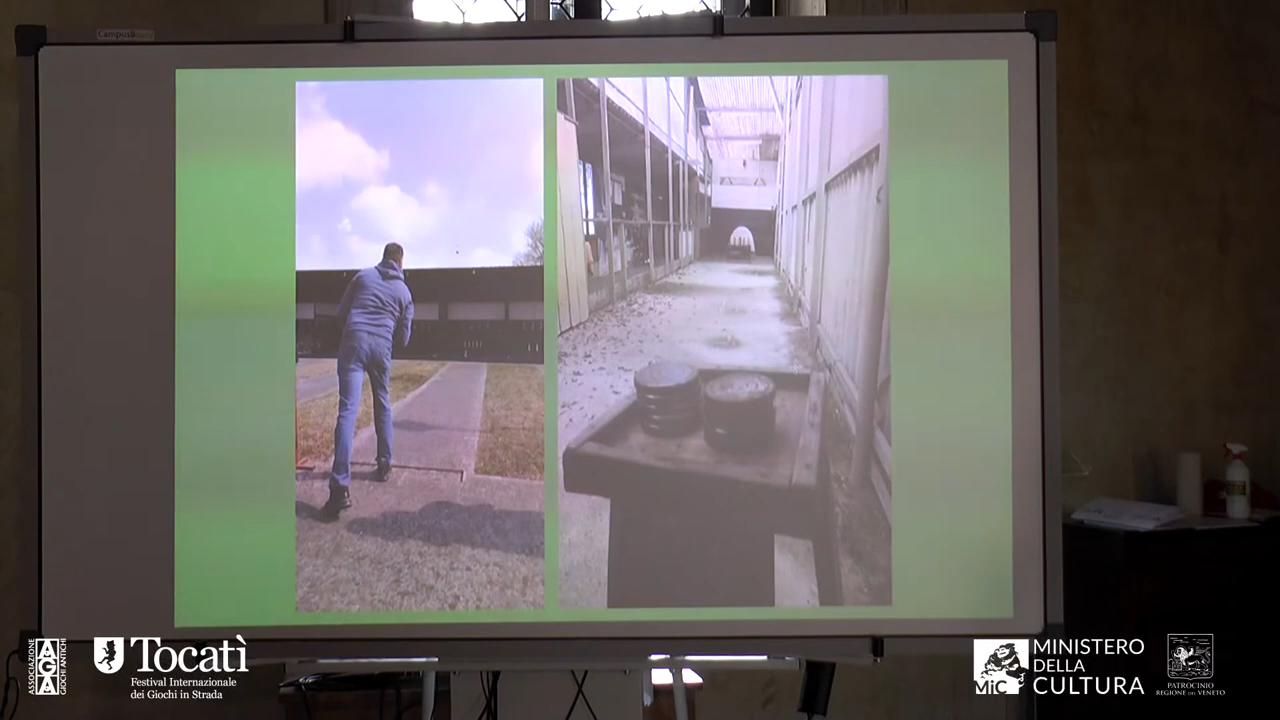 ASSOCIAZIONE
AGA
GIOCHI ANTICHI
Tocatì
Festival Internazionale
dei Giochi in Strada
MiC
MINISTERO
DELLA
CULTURA
PATROCINIO
REGIONE DEL VENETO